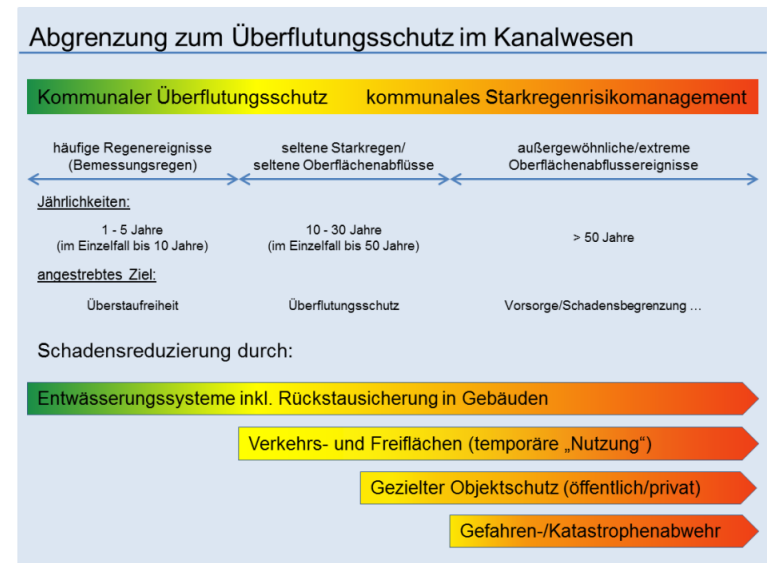 Abgrenzung zum Überflutungsschutz im Kanalwesen
Kommunaler Überflutungsschutz kommunales Starkregenrisikomanagement
häufige Regenereignisse
(Bemessungsregen)
seltene Starkregen/
seltene Oberflächenabflüsse
außergewöhnliche/extreme
Oberflächenabflussereignisse
Jährlichkeiten:
1 - 5 Jahre
(im Einzelfall bis 10 Jahre)
10 - 30 Jahre
(im Einzelfall bis 50 Jahre)
> 50 Jahre
angestrebtes Ziel:
Überstaufreiheit
Überflutungsschutz
Vorsorge/Schadensbegrenzung ...
Schadensreduzierung durch:
Entwässerungssysteme inkl. Rückstausicherung in Gebäuden
Verkehrs- und Freiflächen (temporäre „Nutzung“)
Gezielter Objektschutz (öffentlich/privat)
Gefahren-/Katastrophenabwehr